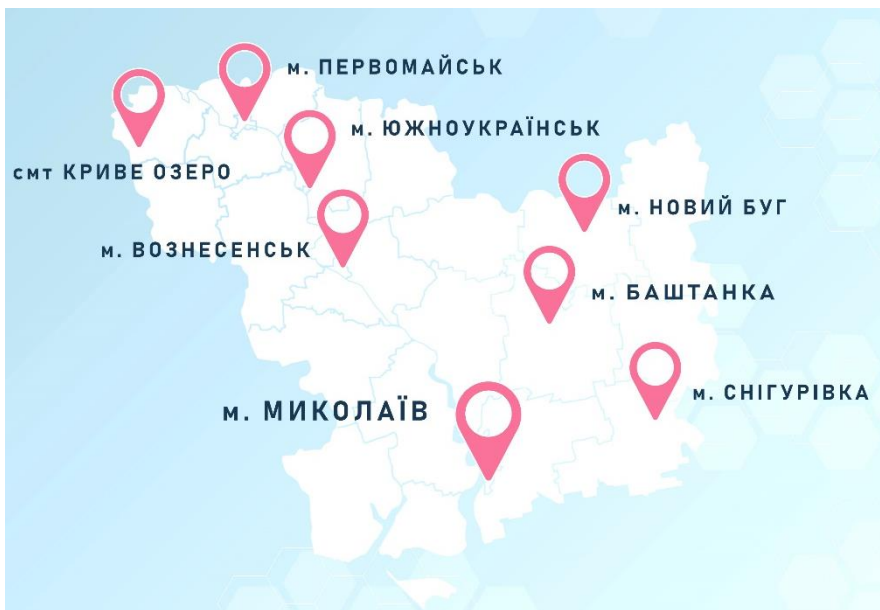 м. ПЕРВОМАЙСЬК
м. ЮЖНОУКРАЇНСЬК
смт КРИВЕ ОЗЕРО
м. НОВИЙ БУГ
м. ВОЗНЕСЕНСЬК
м. БАШТАНКА
м. СНІГУРІВКА
м. МИКОЛАЇВ